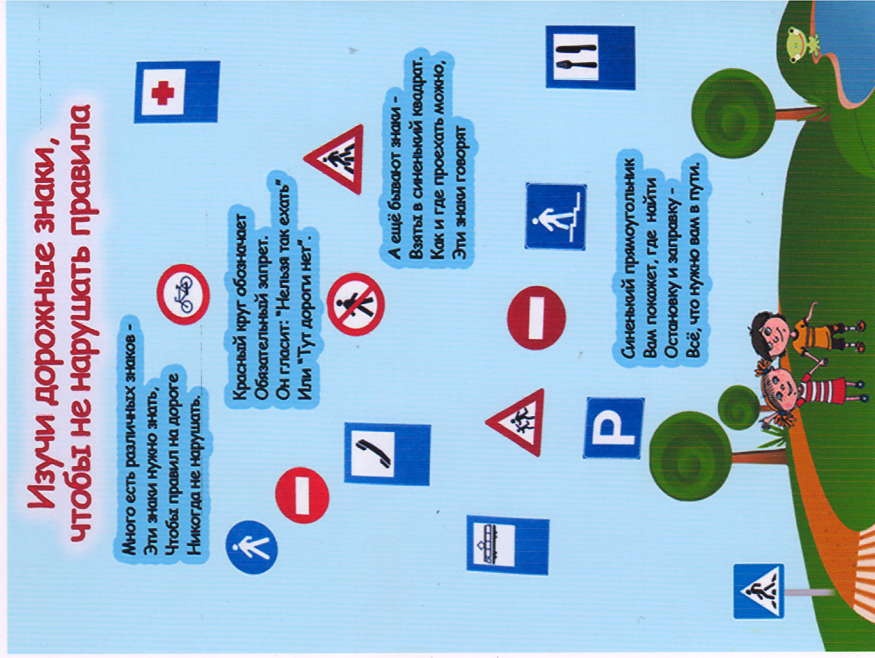 Изучи дорожные знаки,
чтобы не нарушать правила
Много есть различных знаков -
Эти знаки нужно знать,
Чтобы правил на дороге
Никогда не нарушать.
Красный круг обозначает
Обязательный запрет.
Он гласит: "Нельзя так ехать"
Или "Тут дороги нет".
А ещё бывают знаки -
Взяты в синенький квадрат.
Как и где проехать можно,
Эти знаки говорят
Синенький прямоугольник
Вам покажет, где найти
Остановку и заправку -
Всё, что нужно вам в пути.
P